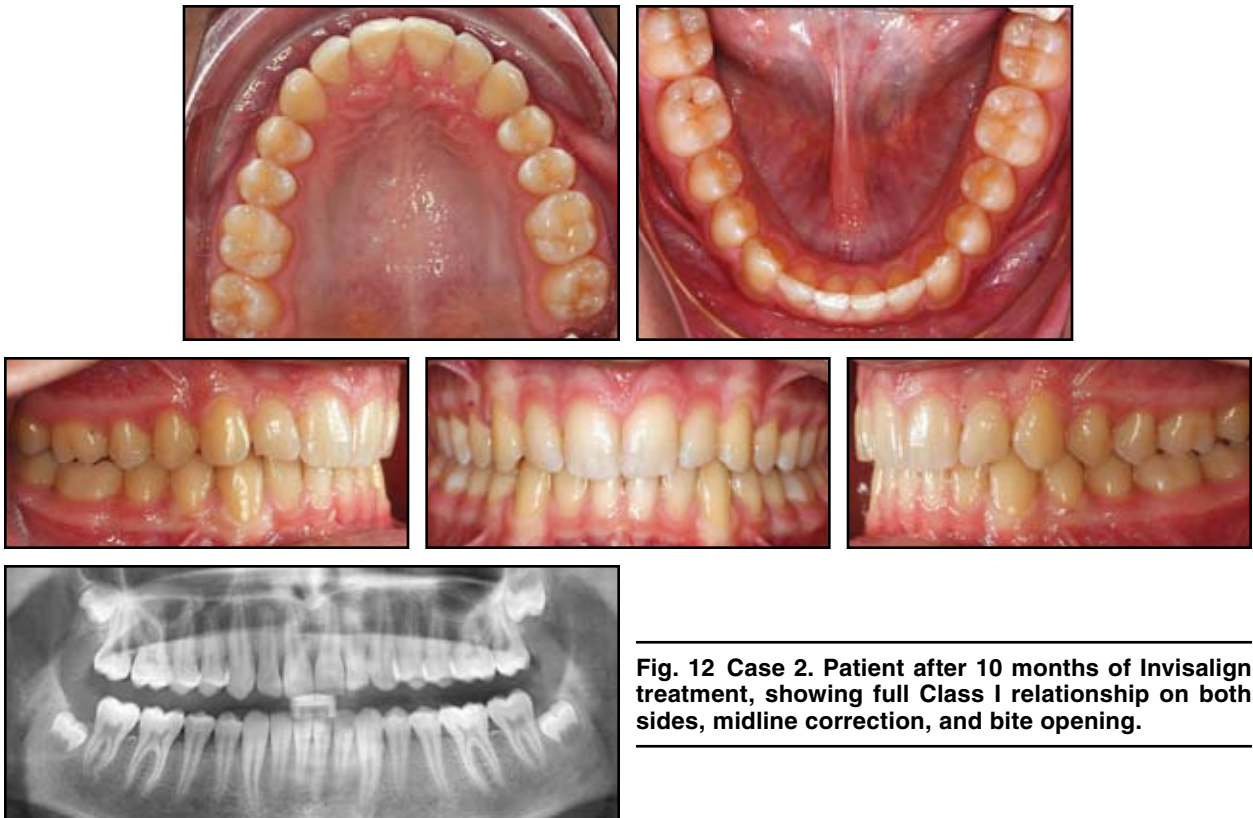 Fig. 12 Case 2. Patient after 10 months of Invisalign
treatment, showing full Class I relationship on both
sides, midline correction, and bite opening.